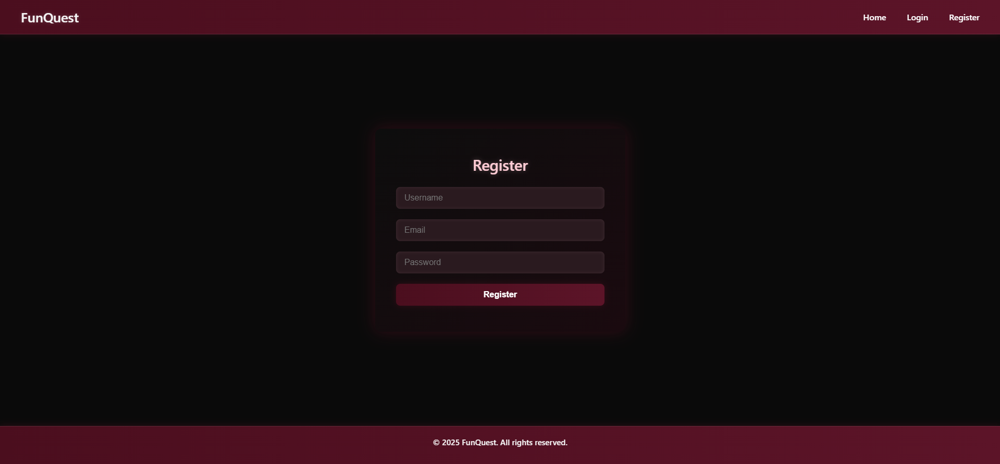 FunQuest
Home Login Register
Register
Username
Email
Password
Register
© 2025 FunQuest. All rights reserved.